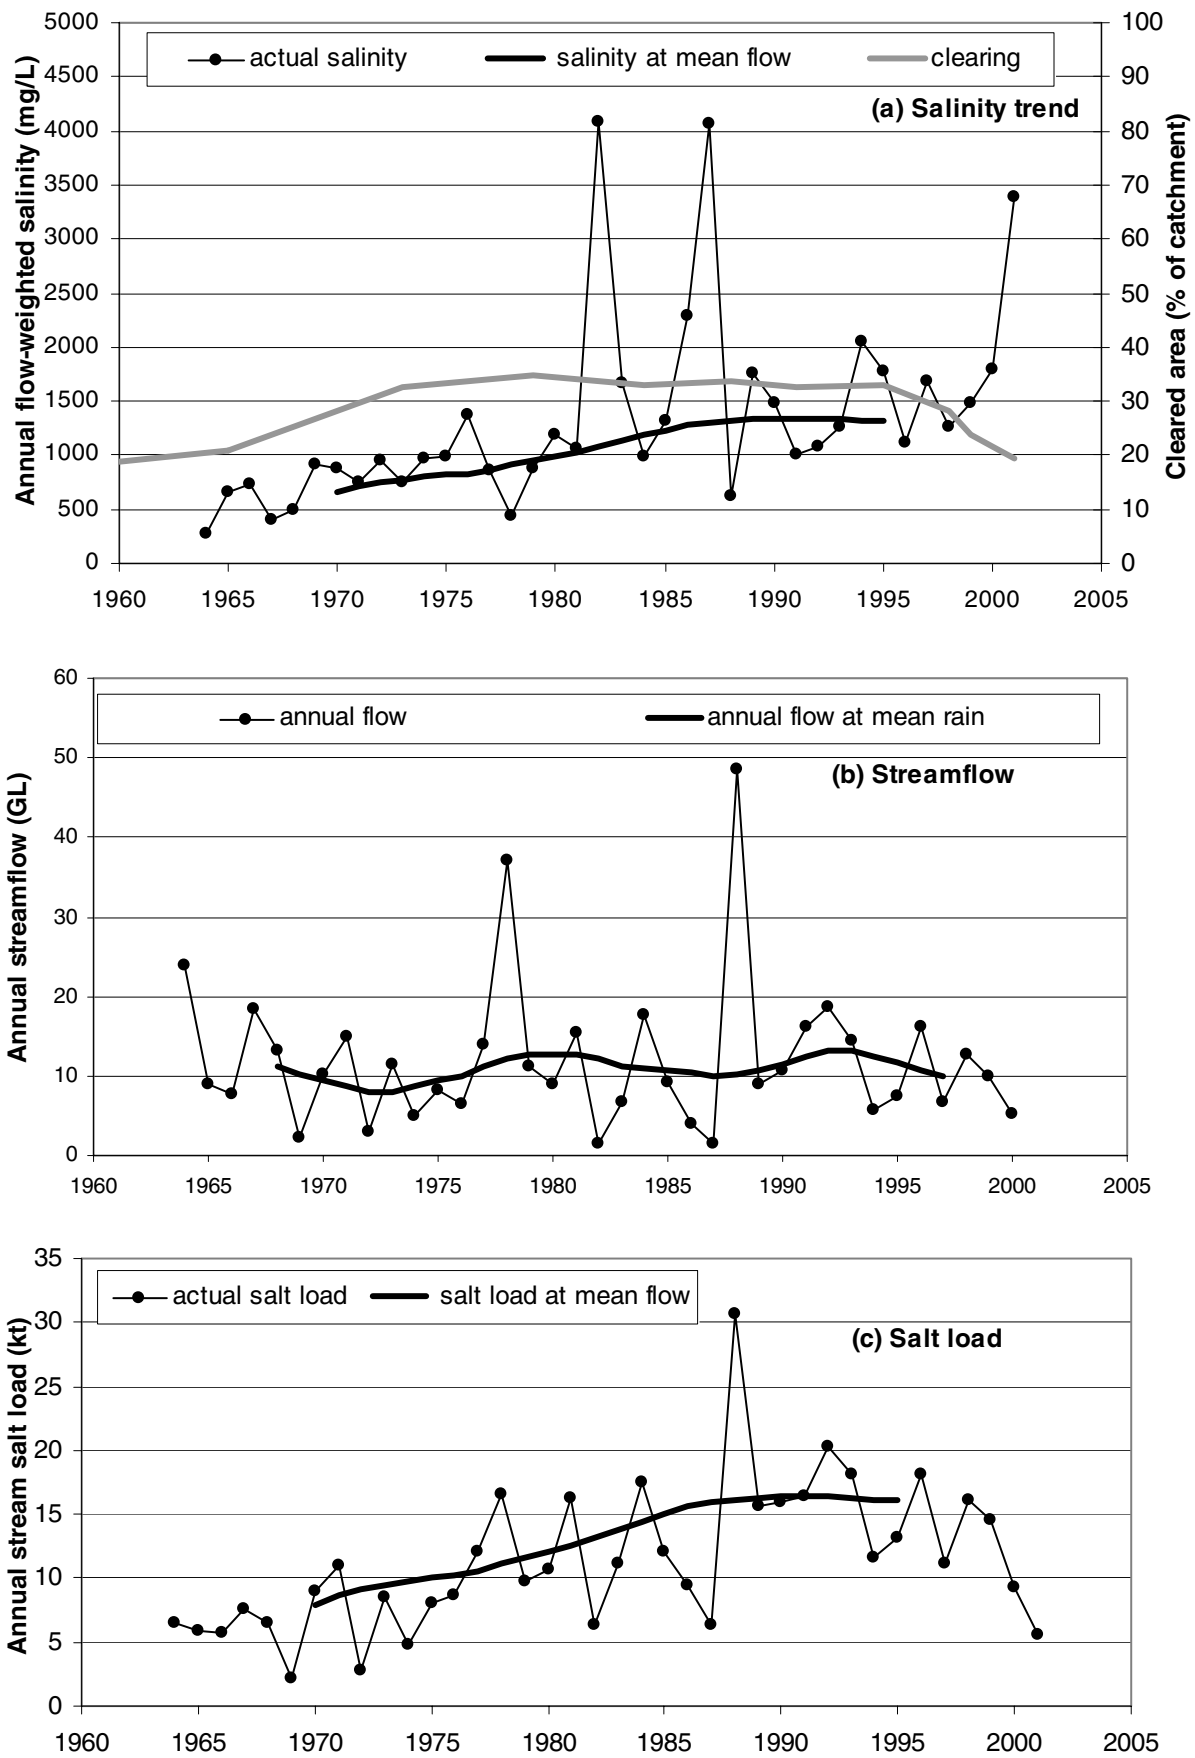 5000 100
actual salinity salinity at mean flow clearing
4500 90
(a) Salinity trend
4000 80
3500 70
3000 60
2500 50
2000 40
1500 30
1000 20
500 10
0 0
Annual flow-weighted salinity (mg/L)
Cleared area (% of catchment)
1960 1965 1970 1975 1980 1985 1990 1995 2000 2005
60
annual flow annual flow at mean rain
50
(b) Streamflow
40
30
20
10
0
Annual streamflow (GL)
1960 1965 1970 1975 1980 1985 1990 1995 2000 2005
35
actual salt load salt load at mean flow
30
(c) Salt load
25
20
15
10
5
0
Annual stream salt load (kt)
1960 1965 1970 1975 1980 1985 1990 1995 2000 2005